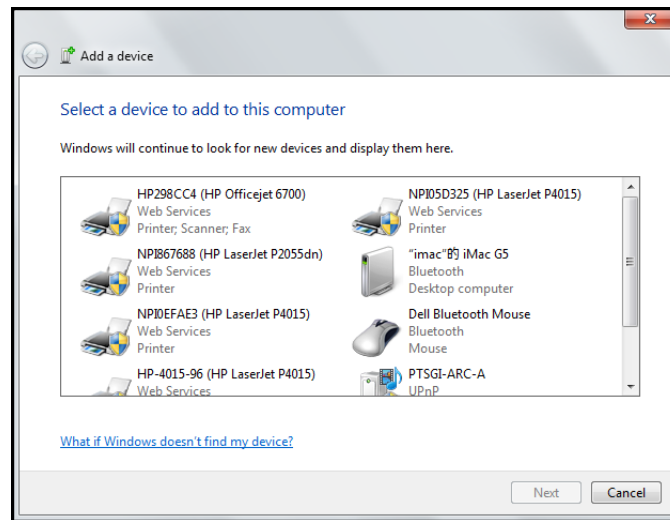 Add a device
Select a device to add to this computer
Windows will continue to look for new devices and display them here.
HP298CC4 (HP Officejet 6700)
Web Services
Printer; Scanner; Fax
NPI05D325 (HP LaserJet P4015)
Web Services
Printer
NPI867688 (HP LaserJet P2055dn)
Web Services
Printer
“imac”的 iMac G5
Bluetooth
Desktop computer
NPI0EFAE3 (HP LaserJet P4015)
Web Services
Printer
Dell Bluetooth Mouse
Bluetooth
Mouse
HP-4015-96 (HP LaserJet P4015)
Web Services
PTSGI-ARC-A
UPnP
What if Windows doesn't find my device?
Next
Cancel